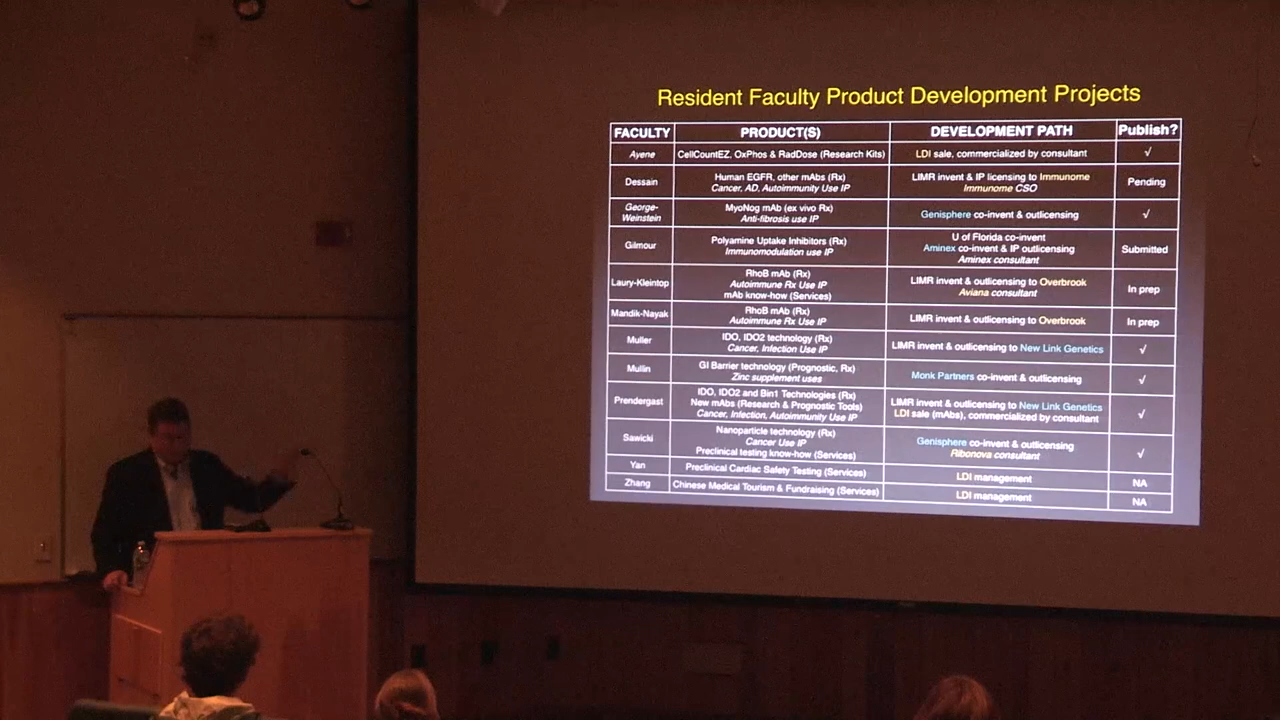 Resident Faculty Product Development Projects
FACULTY PRODUCT(S) DEVELOPMENT PATH Publish?
Ayene CellCountEZ, OxPhos & RadDose (Research Kits) LDI sale, commercialized by consultant √
Dessain Human EGFR, other mAbs (Rx) LIMR invent & IP licensing to Immunome Pending
Cancer, AD, Autoimmunity Use IP Immunome CSO
George- MyoNog mAb (ex vivo Rx) Genisphere co-invent & outlicensing √
Weinstein Anti-fibrosis use IP
Gilmour Polyamine Uptake Inhibitors (Rx) U of Florida co-invent Submitted
Immunomodulation use IP Aminex co-invent & IP outlicensing
Aminex consultant
Laury-Kleintop RhoB mAb (Rx) LIMR invent & outlicensing to Overbrook In prep
Autoimmune Rx Use IP Aviana consultant
mAb know-how (Services)
Mandik-Nayak RhoB mAb (Rx) LIMR invent & outlicensing to Overbrook In prep
Autoimmune Rx Use IP
Muller IDO, IDO2 technology (Rx) LIMR invent & outlicensing to New Link Genetics √
Cancer, Infection Use IP
Mullin GI Barrier technology (Prognostic, Rx) Monk Partners co-invent & outlicensing √
Zinc supplement uses
Prendergast IDO, IDO2 and Bin1 Technologies (Rx) LIMR invent & outlicensing to New Link Genetics √
New mAbs (Research & Prognostic Tools) LDI sale (mAbs), commercialized by consultant
Cancer, Infection, Autoimmunity Use IP
Sawicki Nanoparticle technology (Rx) Genisphere co-invent & outlicensing √
Cancer Use IP Ribonova consultant
Preclinical testing know-how (Services)
Yan Preclinical Cardiac Safety Testing (Services) LDI management NA
Zhang Chinese Medical Tourism & Fundraising (Services) LDI management NA